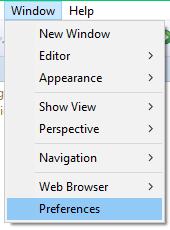 Window Help
New Window
Editor
Appearance
Show View
Perspective
Navigation
Web Browser
Preferences